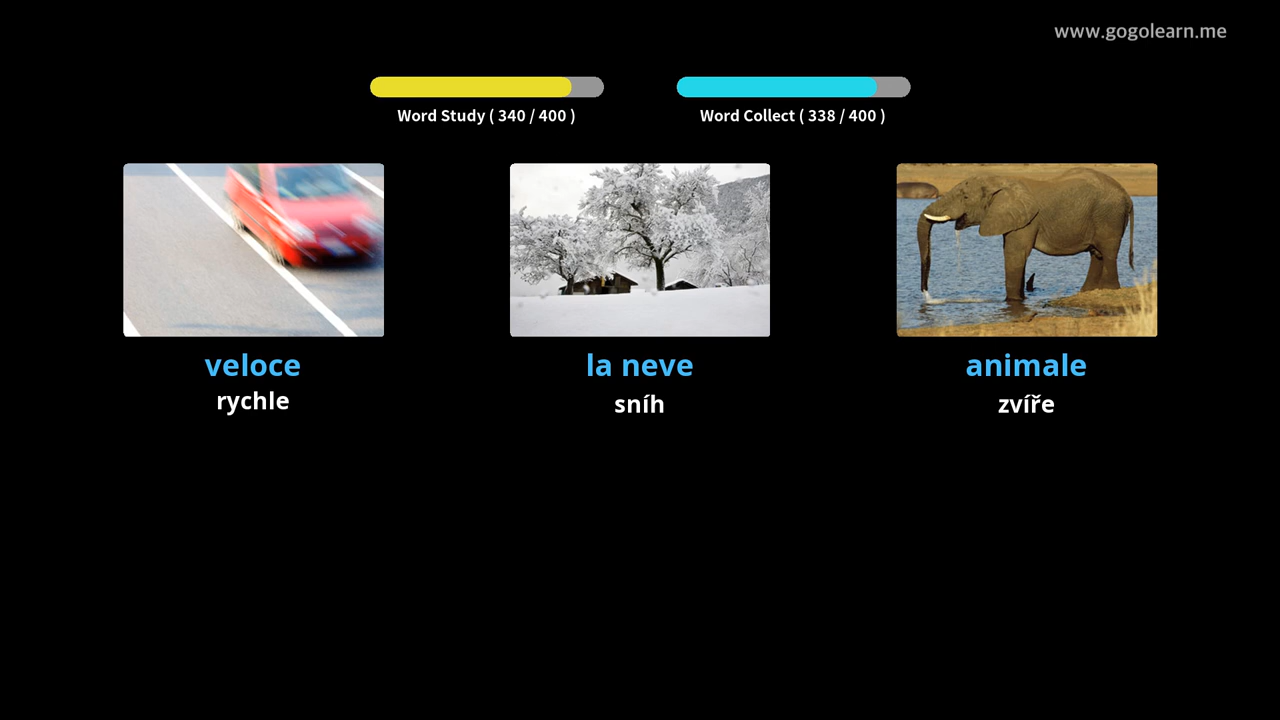 www.gogolearn.me
Word Study ( 340 / 400 )
Word Collect ( 338 / 400 )
veloce
rychle
la neve
sníh
animale
zvíře